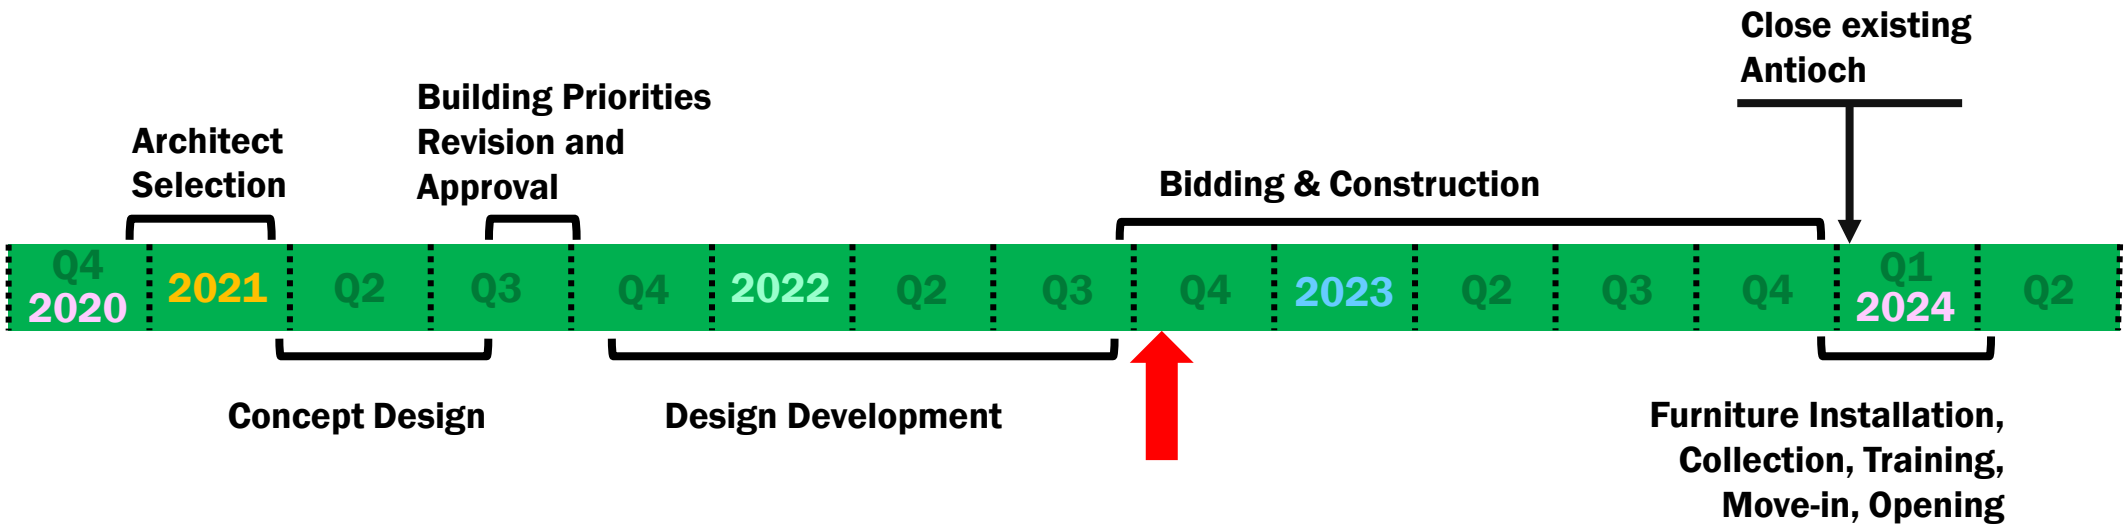 Close existing
Antioch
Building Priorities
Revision and
Approval
Architect
Selection
Bidding & Construction
Q4
2020
2021
Q2
Q3
Q4
2022
Q2
Q3
Q4
2023
Q2
Q3
Q4
Q1
2024
Q2
Concept Design
Design Development
Furniture Installation,
Collection, Training,
Move-in, Opening